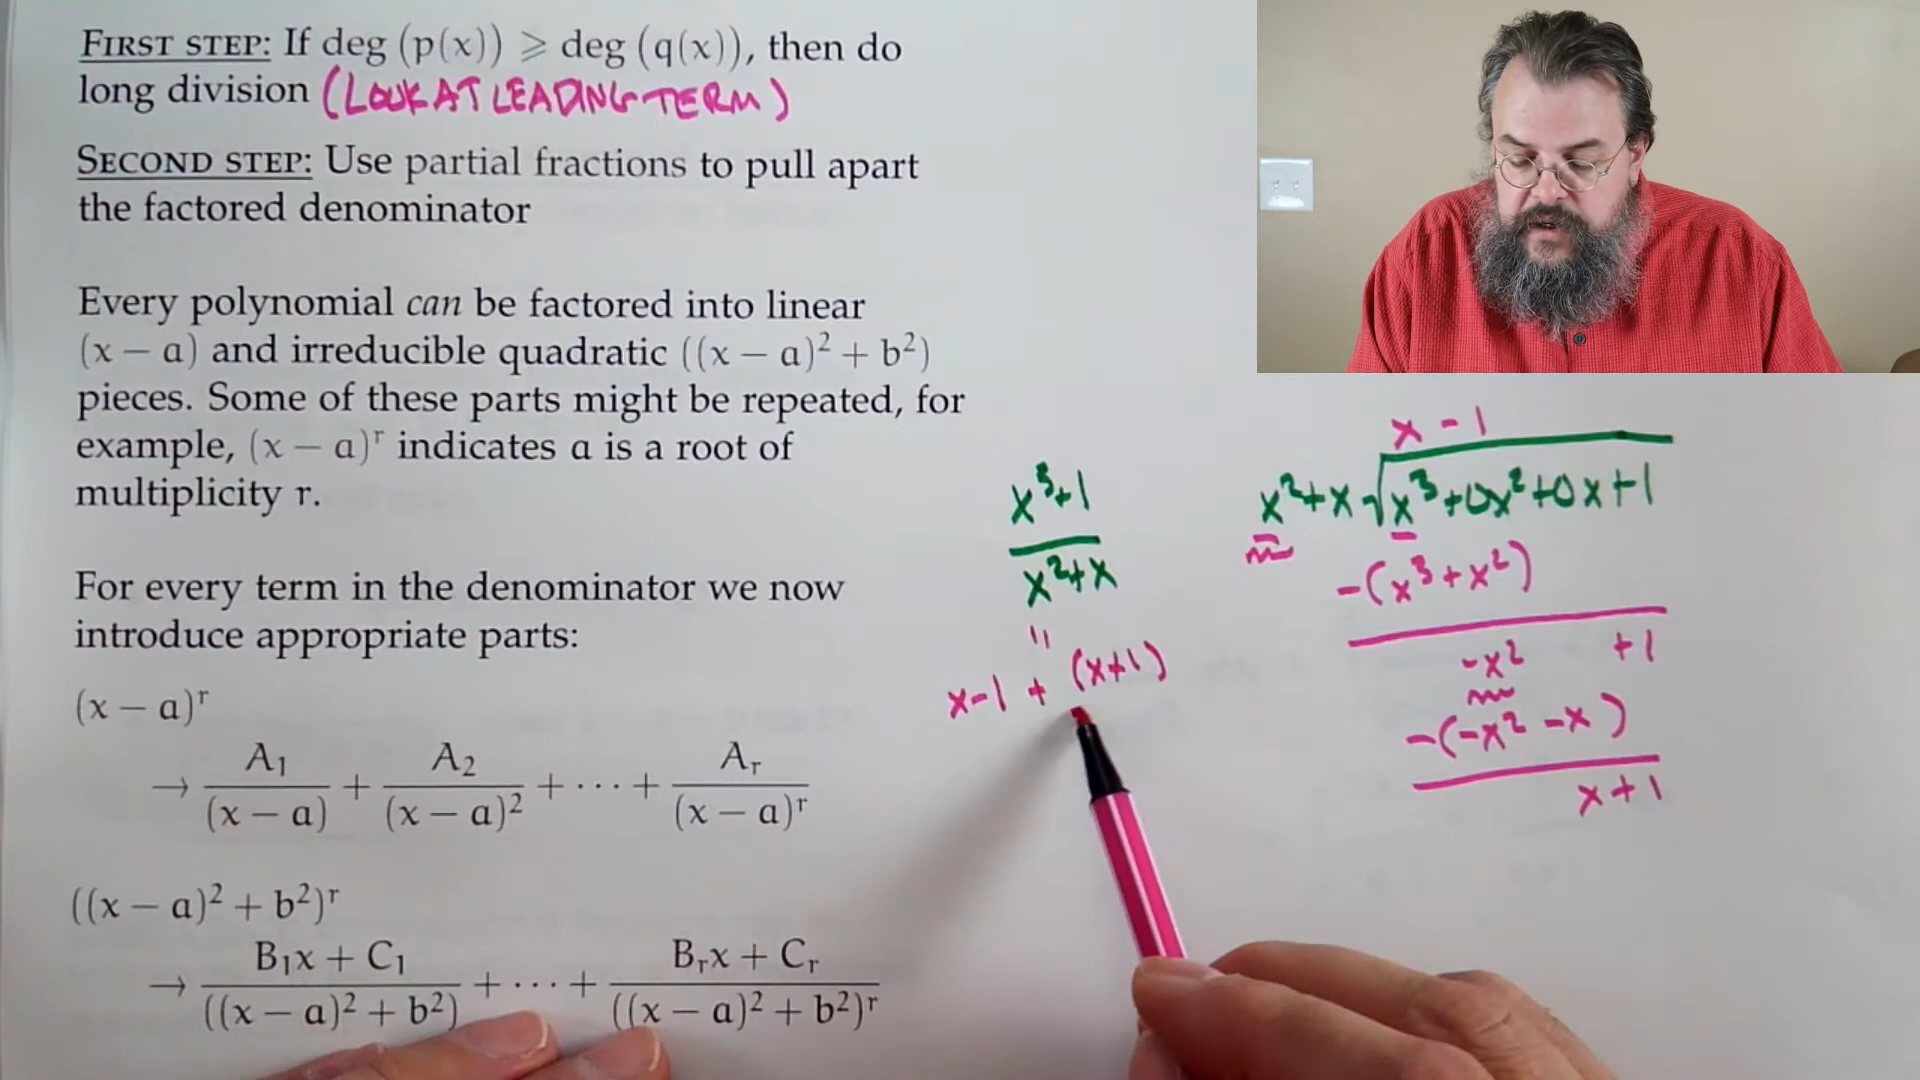 FIRST STEP: If deg (p(x)) ⩾ deg (q(x)), then do
long division (LOOK AT LEADING TERM)
SECOND STEP: Use partial fractions to pull apart
the factored denominator
Every polynomial can be factored into linear
(x − a) and irreducible quadratic ((x − a)² + b²)
pieces. Some of these parts might be repeated, for
example, (x − a)ʳ indicates a is a root of
multiplicity r.
For every term in the denominator we now
introduce appropriate parts:
(x − a)ʳ
→ A₁/(x − a) + A₂/(x − a)² + ··· + Aᵣ/(x − a)ʳ
((x − a)² + b²)ʳ
→ (B₁x + C₁)/((x − a)² + b²) + ··· + (Bᵣx + Cᵣ)/((x − a)² + b²)ʳ
x³+1
x²+x
"
x-1 + (x+1)
x - 1
x²+x √x³+0x²+0x+1
-(x³+x²)
-x² +1
-(-x² -x)
x+1